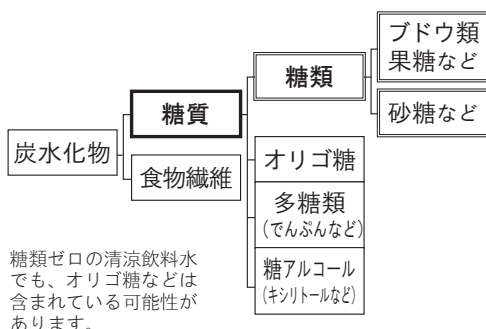 炭水化物
糖質
食物繊維
糖類
オリゴ糖
多糖類
(でんぷんなど)
糖アルコール
(キシリトールなど)
ブドウ類
果糖など
砂糖など
糖類ゼロの清涼飲料水
でも、オリゴ糖などは
含まれている可能性が
あります。